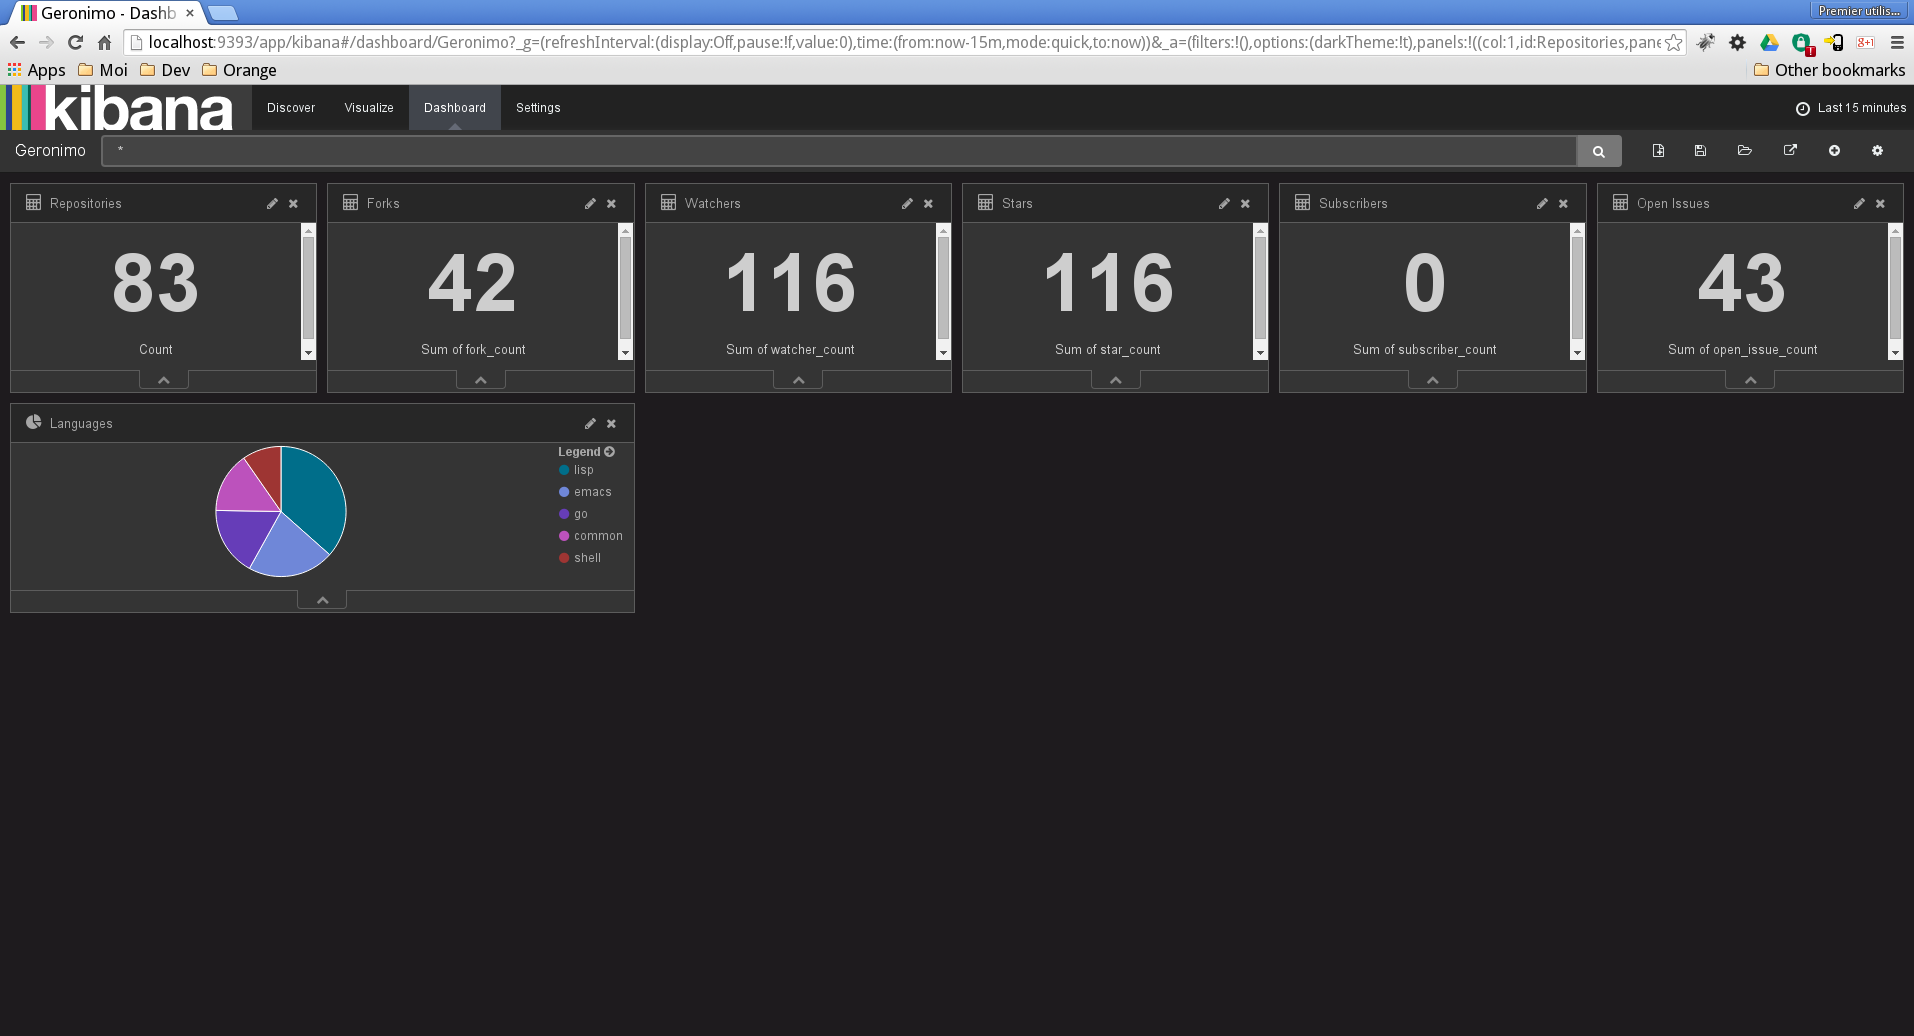 Geronimo - Dashb
Premier utilis...
localhost:9393/app/kibana#/dashboard/Geronimo?_g=(refreshInterval:(display:Off,pause:!f,value:0),time:(from:now-15m,mode:quick,to:now))&_a=(filters:!(),options:(darkTheme:!t),panels:!((col:1,id:Repositories,pane
g+1
Apps Moi Dev Orange Other bookmarks
kibana Discover Visualize Dashboard Settings Last 15 minutes
Geronimo *
Repositories Forks Watchers Stars Subscribers Open Issues
83 42 116 116 0 43
Count Sum of fork_count Sum of watcher_count Sum of star_count Sum of subscriber_count Sum of open_issue_count
Languages
Legend
lisp
emacs
go
common
shell